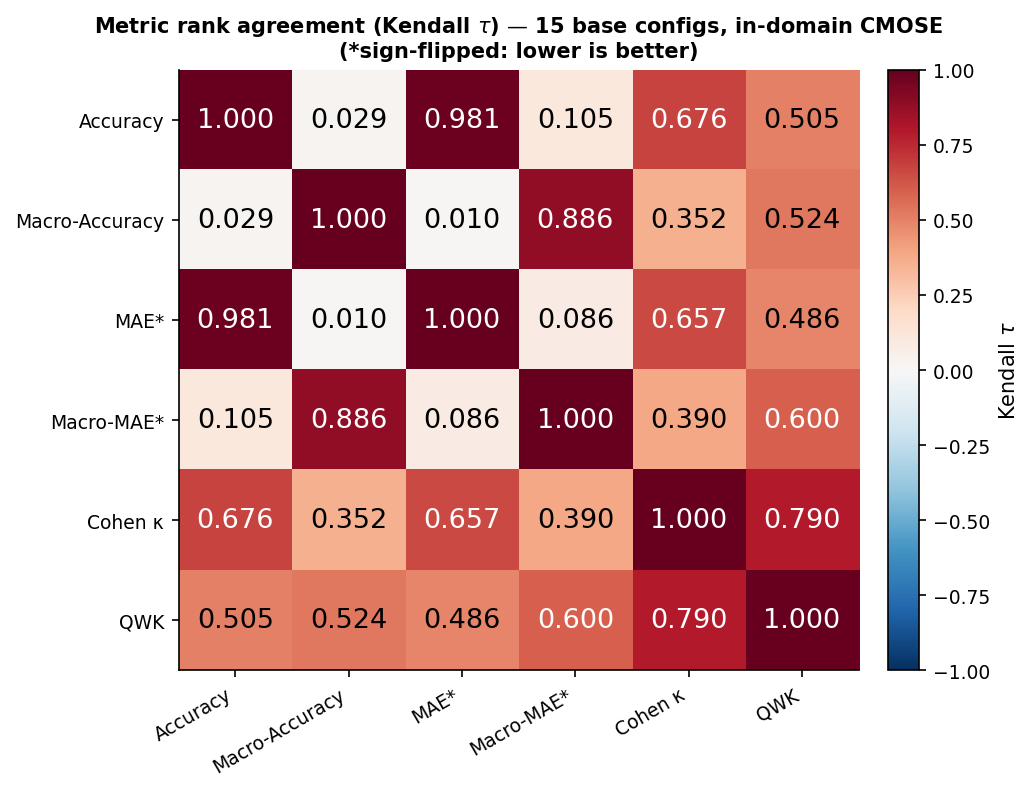 Metric rank agreement (Kendall τ) — 15 base configs, in-domain CMOSE
(*sign-flipped: lower is better)
Accuracy 1.000 0.029 0.981 0.105 0.676 0.505
Macro-Accuracy 0.029 1.000 0.010 0.886 0.352 0.524
MAE* 0.981 0.010 1.000 0.086 0.657 0.486
Macro-MAE* 0.105 0.886 0.086 1.000 0.390 0.600
Cohen κ 0.676 0.352 0.657 0.390 1.000 0.790
QWK 0.505 0.524 0.486 0.600 0.790 1.000
Accuracy Macro-Accuracy MAE* Macro-MAE* Cohen κ QWK
1.00
0.75
0.50
0.25
0.00
−0.25
−0.50
−0.75
−1.00
Kendall τ